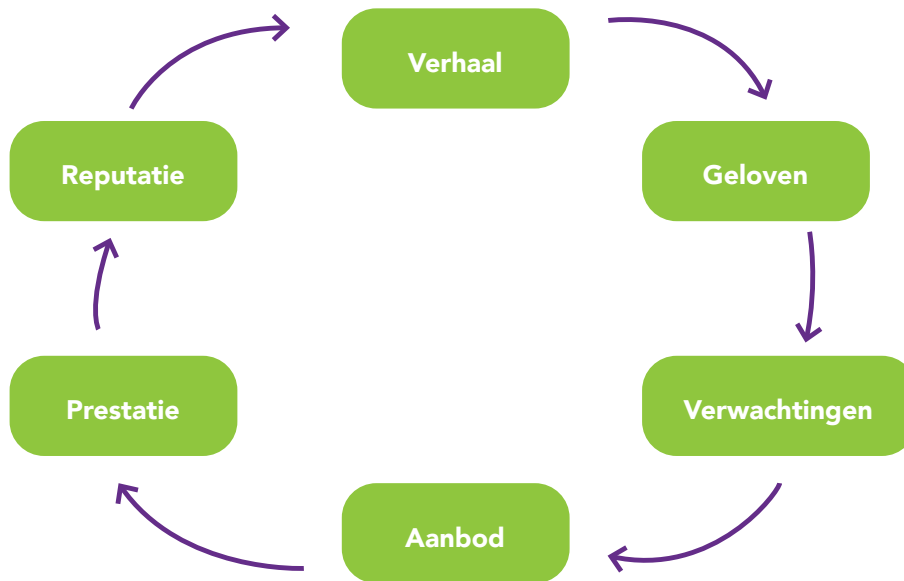 Verhaal
Geloven
Verwachtingen
Aanbod
Prestatie
Reputatie